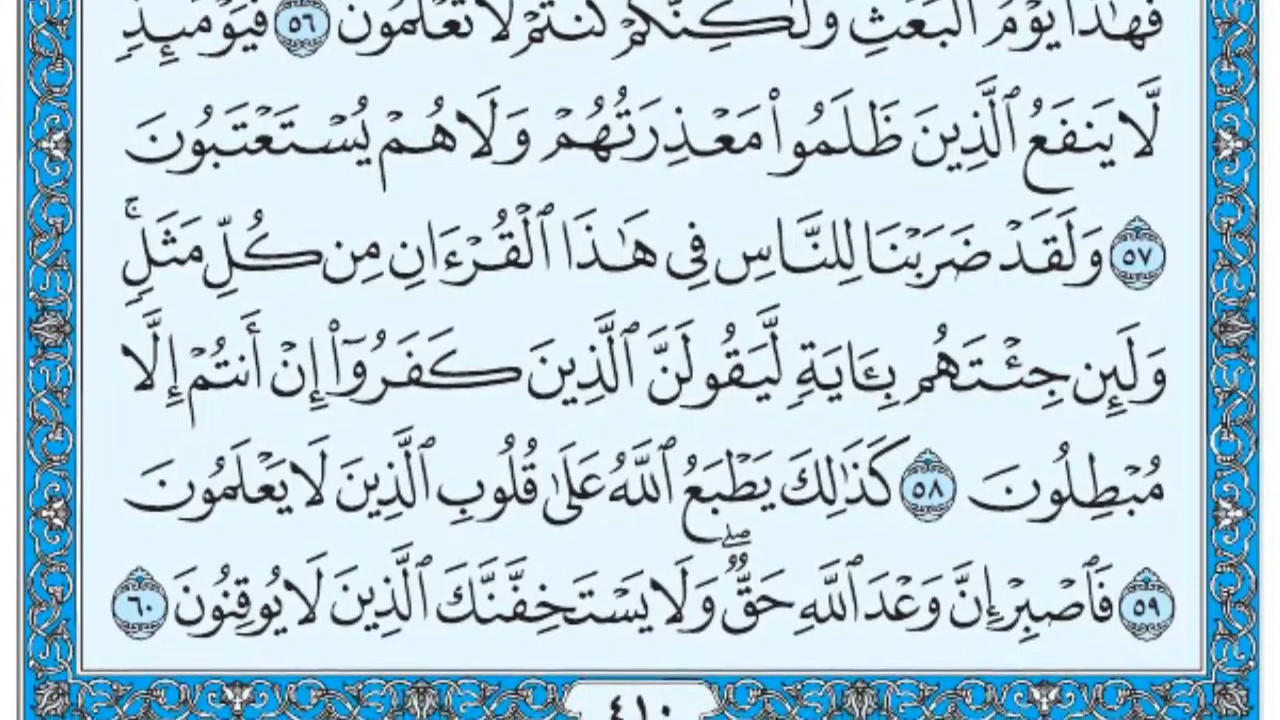 فَهَٰذَا يَوْمُ ٱلْبَعْثِ وَلَٰكِنَّكُمْ كُنتُمْ لَا تَعْلَمُونَ ٥٦ فَيَوْمَئِذٍ
لَّا يَنفَعُ ٱلَّذِينَ ظَلَمُوا۟ مَعْذِرَتُهُمْ وَلَا هُمْ يُسْتَعْتَبُونَ
٥٧ وَلَقَدْ ضَرَبْنَا لِلنَّاسِ فِى هَٰذَا ٱلْقُرْءَانِ مِن كُلِّ مَثَلٍ ۚ
وَلَئِن جِئْتَهُم بِـَٔايَةٍ لَّيَقُولَنَّ ٱلَّذِينَ كَفَرُوٓا۟ إِنْ أَنتُمْ إِلَّا
مُبْطِلُونَ ٥٨ كَذَٰلِكَ يَطْبَعُ ٱللَّهُ عَلَىٰ قُلُوبِ ٱلَّذِينَ لَا يَعْلَمُونَ
٥٩ فَٱصْبِرْ إِنَّ وَعْدَ ٱللَّهِ حَقٌّ ۖ وَلَا يَسْتَخِفَّنَّكَ ٱلَّذِينَ لَا يُوقِنُونَ ٦٠
٤١٠